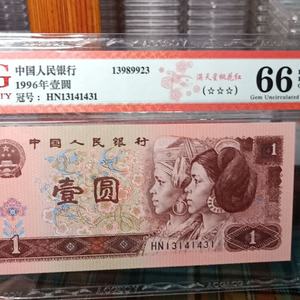 G
TY
中国人民银行
1996年壹圆
冠号：HN13141431
13989923
满天星桃花红
(☆☆☆)
66
Gem Uncirculated
中国人民银行
1
壹圆
1
HN13141431